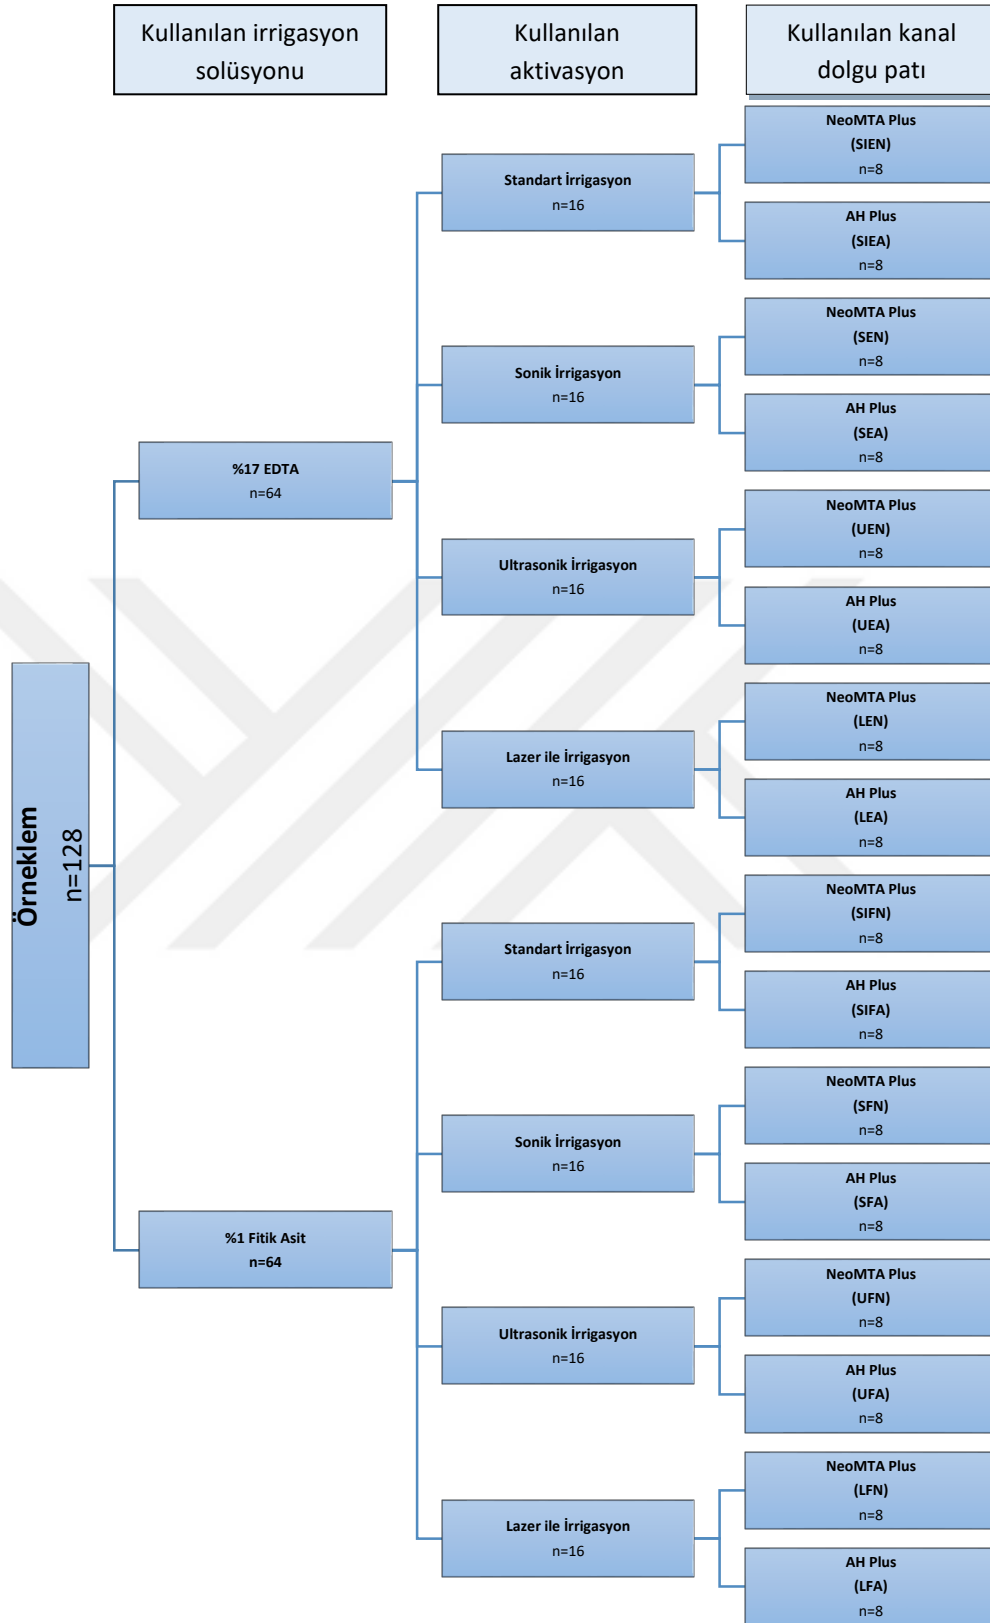 Kullanılan irrigasyon
solüsyonu
Kullanılan
aktivasyon
Kullanılan kanal
dolgu patı
Örneklem
n=128
%17 EDTA
n=64
Standart İrrigasyon
n=16
NeoMTA Plus
(SIEN)
n=8
AH Plus
(SIEA)
n=8
Sonik İrrigasyon
n=16
NeoMTA Plus
(SEN)
n=8
AH Plus
(SEA)
n=8
Ultrasonik İrrigasyon
n=16
NeoMTA Plus
(UEN)
n=8
AH Plus
(UEA)
n=8
Lazer ile İrrigasyon
n=16
NeoMTA Plus
(LEN)
n=8
AH Plus
(LEA)
n=8
%1 Fitik Asit
n=64
Standart İrrigasyon
n=16
NeoMTA Plus
(SIFN)
n=8
AH Plus
(SIFA)
n=8
Sonik İrrigasyon
n=16
NeoMTA Plus
(SFN)
n=8
AH Plus
(SFA)
n=8
Ultrasonik İrrigasyon
n=16
NeoMTA Plus
(UFN)
n=8
AH Plus
(UFA)
n=8
Lazer ile İrrigasyon
n=16
NeoMTA Plus
(LFN)
n=8
AH Plus
(LFA)
n=8